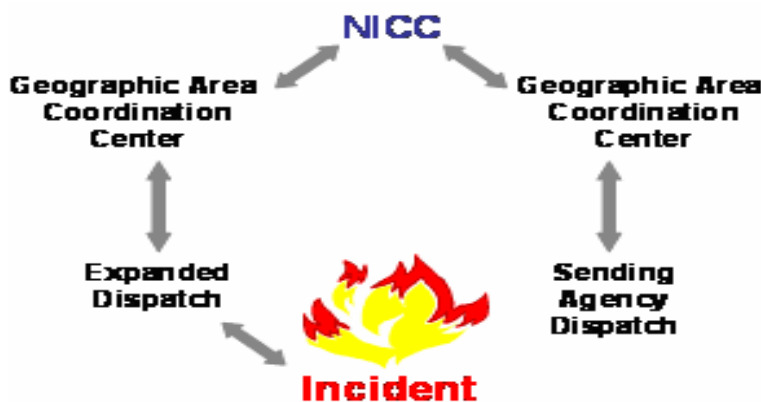 NICC
Geographic Area
Coordination
Center
Geographic Area
Coordination
Center
Expanded
Dispatch
Sending
Agency
Dispatch
Incident